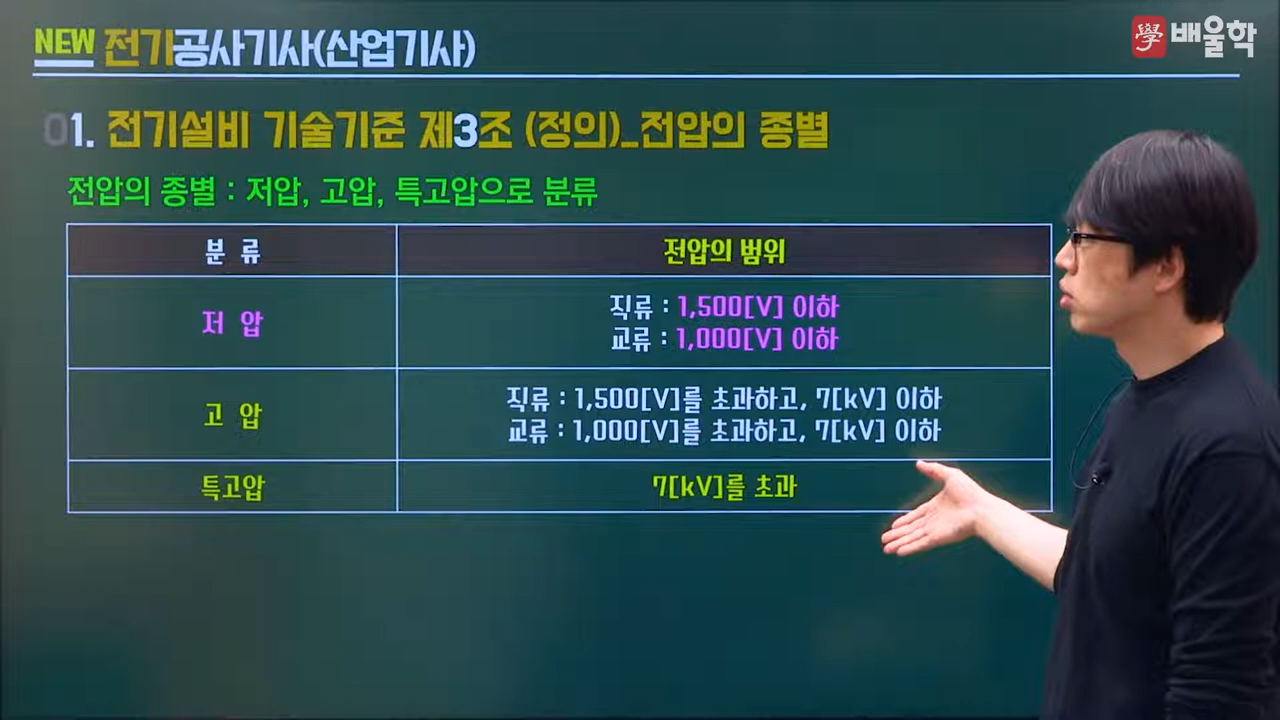 NEW 전기공사기사(산업기사)
學 배울학
01. 전기설비 기술기준 제3조 (정의)_전압의 종별
전압의 종별 : 저압, 고압, 특고압으로 분류
분 류
전압의 범위
저 압
직류 : 1,500[V] 이하
교류 : 1,000[V] 이하
고 압
직류 : 1,500[V]를 초과하고, 7[kV] 이하
교류 : 1,000[V]를 초과하고, 7[kV] 이하
특고압
7[kV]를 초과